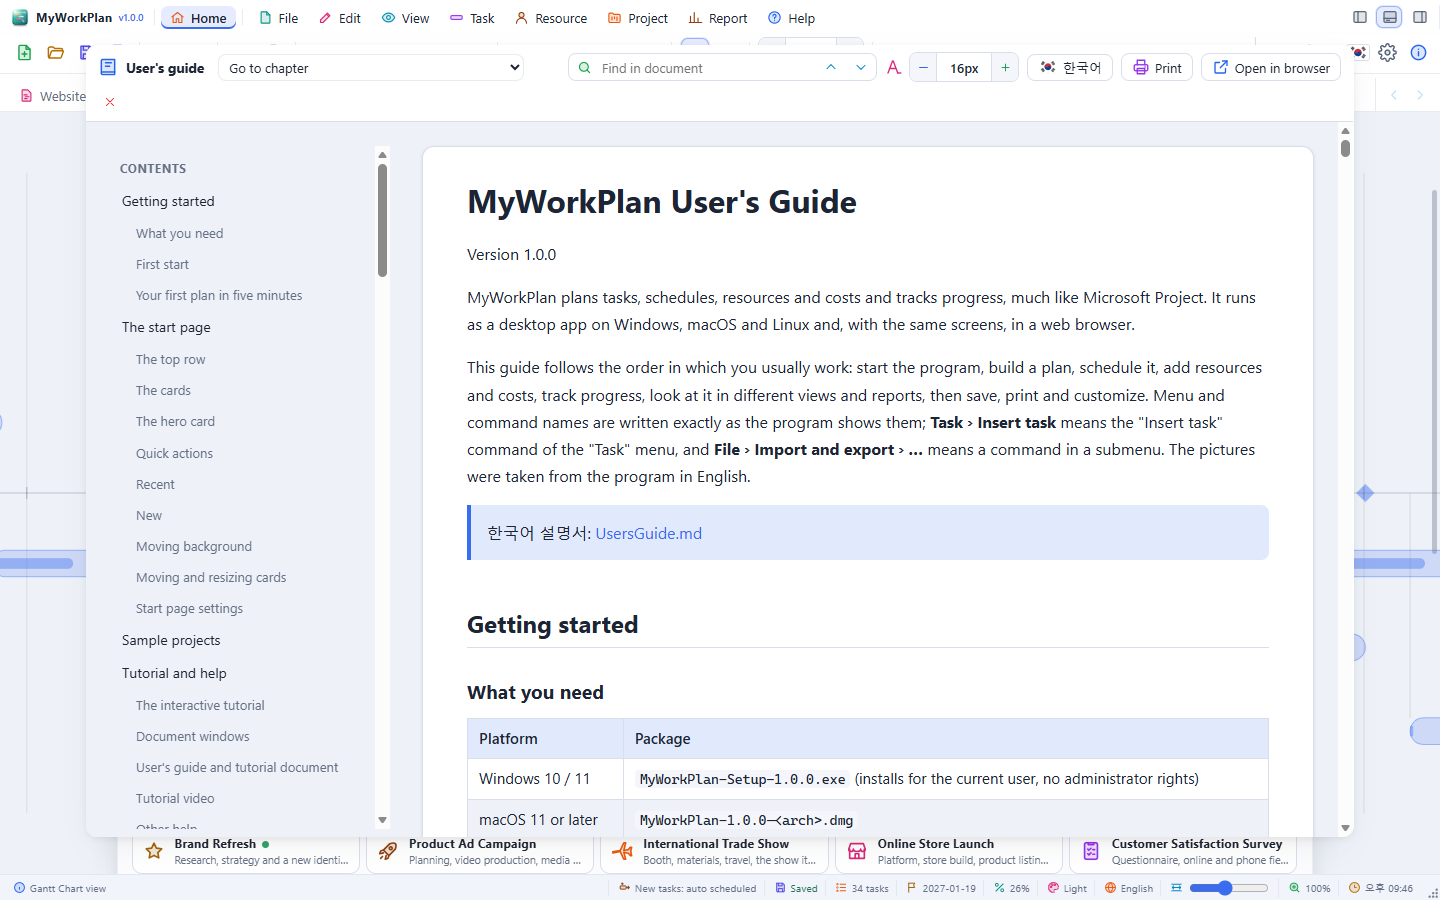 MyWorkPlan v1.0.0 Home File Edit View Task Resource Project Report Help
User's guide Go to chapter Find in document 16px 한국어 Print Open in browser
Website
CONTENTS
Getting started
What you need
First start
Your first plan in five minutes
The start page
The top row
The cards
The hero card
Quick actions
Recent
New
Moving background
Moving and resizing cards
Start page settings
Sample projects
Tutorial and help
The interactive tutorial
Document windows
User's guide and tutorial document
Tutorial video
Other help
MyWorkPlan User's Guide
Version 1.0.0
MyWorkPlan plans tasks, schedules, resources and costs and tracks progress, much like Microsoft Project. It runs
as a desktop app on Windows, macOS and Linux and, with the same screens, in a web browser.
This guide follows the order in which you usually work: start the program, build a plan, schedule it, add resources
and costs, track progress, look at it in different views and reports, then save, print and customize. Menu and
command names are written exactly as the program shows them; Task › Insert task means the "Insert task"
command of the "Task" menu, and File › Import and export › ... means a command in a submenu. The pictures
were taken from the program in English.
한국어 설명서: UsersGuide.md
Getting started
What you need
Platform Package
Windows 10 / 11 MyWorkPlan-Setup-1.0.0.exe (installs for the current user, no administrator rights)
macOS 11 or later MyWorkPlan-1.0.0-<arch>.dmg
Brand Refresh Product Ad Campaign International Trade Show Online Store Launch Customer Satisfaction Survey
Research, strategy and a new identi... Planning, video production, media ... Booth, materials, travel, the show it... Platform, store build, product listin... Questionnaire, online and phone fie...
Gantt Chart view New tasks: auto scheduled Saved 34 tasks 2027-01-19 26% Light English 100% 오후 09:46